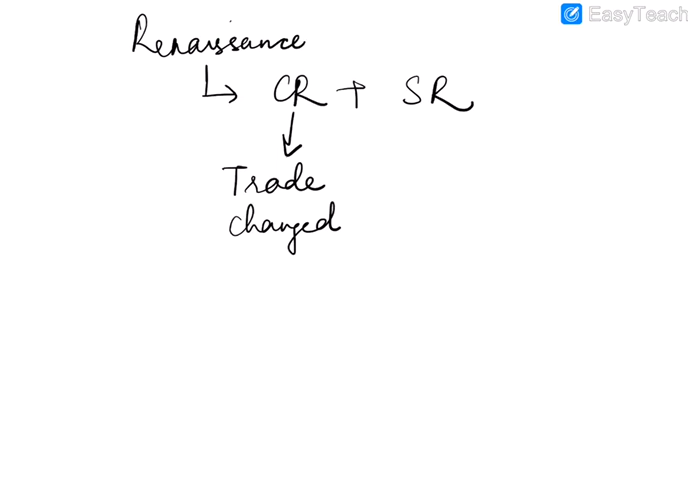 EasyTeach
Renaissance
↳ CR + SR
↓
Trade
changed